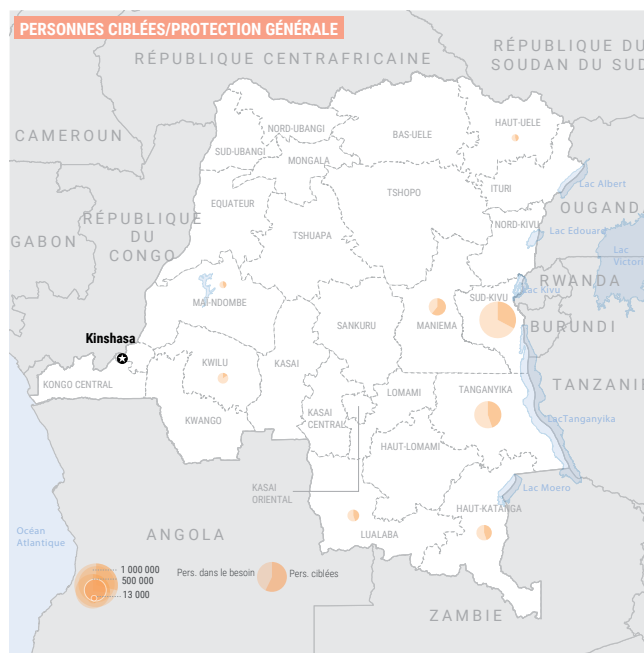 PERSONNES CIBLÉES/PROTECTION GÉNÉRALE
RÉPUBLIQUE DU
SOUDAN DU SUD
RÉPUBLIQUE CENTRAFRICAINE
CAMEROUN
HAUT-UELE
NORD-UBANGI
BAS-UELE
SUD-UBANGI
MONGALA
Lac Albert
TSHOPO
ITURI
EQUATEUR
OUGAND
RÉPUBLIQUE
DU
CONGO
NORD-KIVU
Lac Edouard
TSHUAPA
GABON
Lac
Victori
RWANDA
Lac Kivu
MAI-NDOMBE
SUD-KIVU
SANKURU
MANIEMA
BURUNDI
Kinshasa
KWILU
KASAI
KONGO CENTRAL
LOMAMI
TANGANYIKA
TANZANIE
KWANGO
KASAI
CENTRAL
LacTanganyika
HAUT-LOMAMI
KASAI
ORIENTAL
Lac Moero
HAUT-KATANGA
Océan
Atlantique
ANGOLA
LUALABA
1 000 000
500 000
13 000
Pers. dans le besoin
Pers. ciblées
ZAMBIE